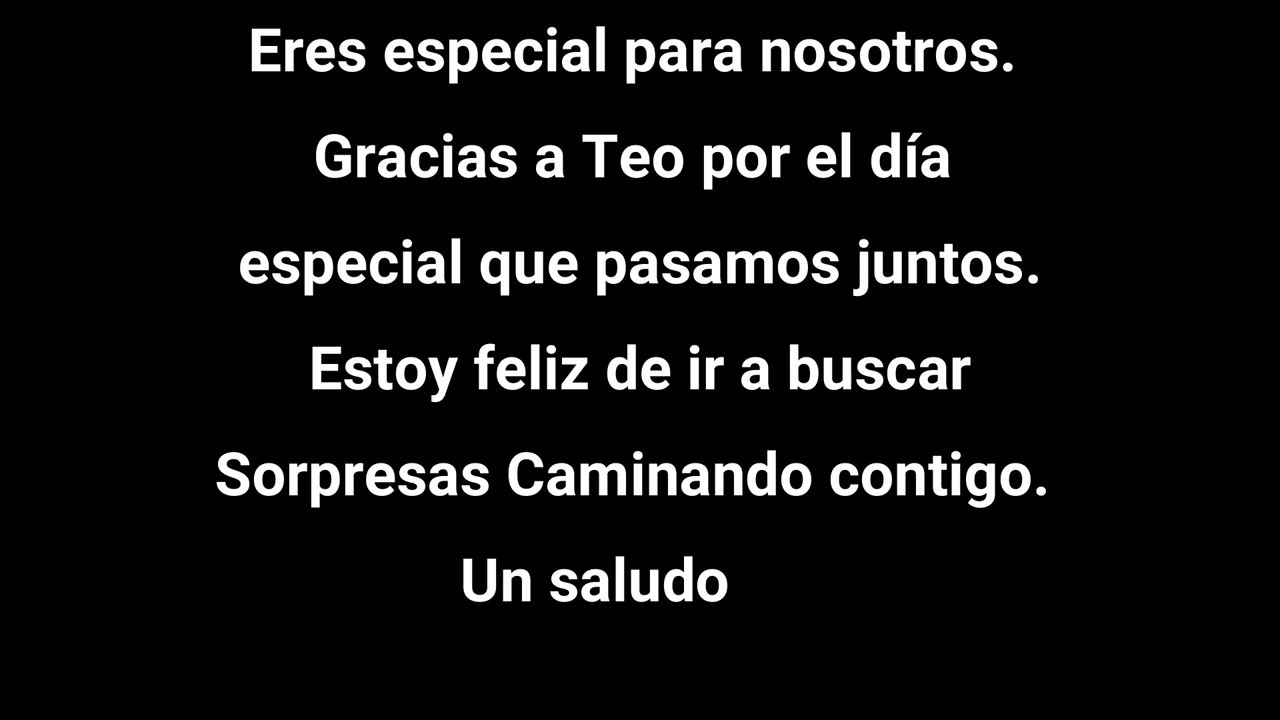 Eres especial para nosotros.
Gracias a Teo por el día
especial que pasamos juntos.
Estoy feliz de ir a buscar
Sorpresas Caminando contigo.
Un saludo